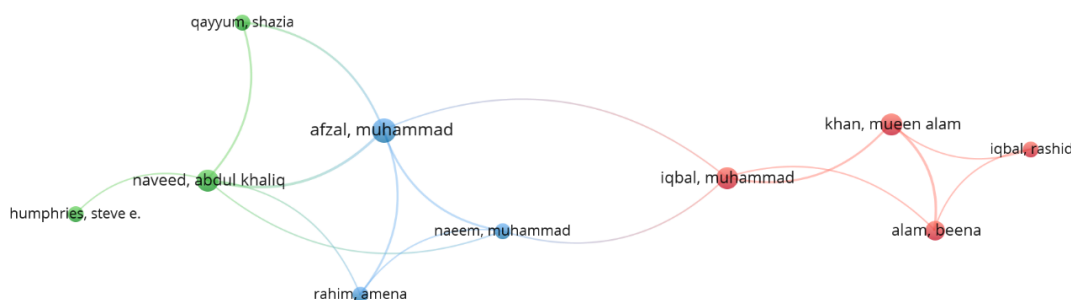 qayyum, shazia
afzal, muhammad
khan, mueen alam
iqbal, rashid
naveed, abdul khaliq
iqbal, muhammad
humphries, steve e.
naeem, muhammad
alam, beena
rahim, amena